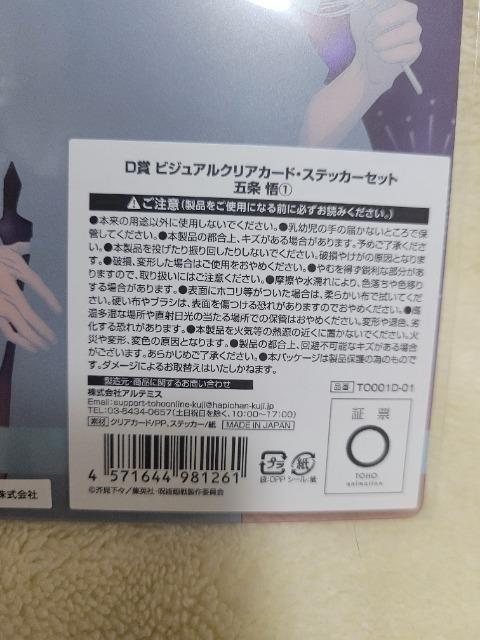 D賞 ビジュアルクリアカード・ステッカーセット
五条 悟①
⚠ご注意(製品をご使用になる前に必ずお読みください。)
●本来の用途以外に使用しないでください。●乳幼児の手の届かないところで保
管してください。●本製品の都合上、キズがある場合があります。予めご了承くださ
い。●本製品を投げたり振り回したりしないでください。破損やけがの原因となりま
す。●破損、変形した場合はご使用をおやめください。●やむを得ず鋭利な部分があ
りますので、取り扱いにはご注意ください。●摩擦や水濡れにより、色落ちや色移り
する場合があります。●表面にホコリ等がついた場合は、柔らかい布で拭いてくだ
さい。硬い布やブラシが、表面を傷つける恐れがありますのでおやめください。●高
温多湿な場所や直射日光の当たる場所での保管はおやめください。変形や退色、劣
化する恐れがあります。●本製品を火気等の熱源の近くに置かないでください。火
災や変形、変色の原因となります。●製品の都合上、回避不可能なキズがある場合
がございます。あらかじめご了承ください。●本パッケージは製品保護の為のもので
す。ダメージによるお取替えはいたしかねます。
製造元・商品に関するお問い合わせ
株式会社アルテミス
Email:support-tohoonline-kuji@hapichan-kuji.jp
TEL:03-6434-0657(土日祝を除く、10:00~17:00)
素材 クリアカード/PP、ステッカー/紙 MADE IN JAPAN
品番 TO001D-01
証票
TOHO
animation
4 571644 981261
プラ 紙
袋:OPP シール:紙
©芥見下々/集英社・呪術廻戦製作委員会
株式会社